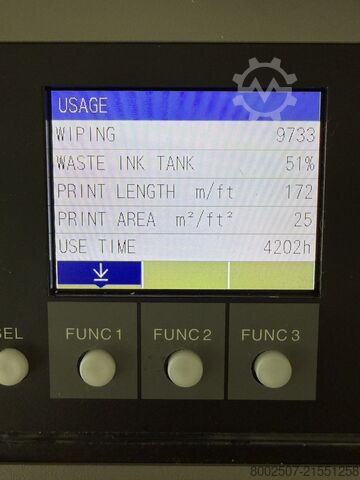 USAGE
WIPING 9733
WASTE INK TANK 51%
PRINT LENGTH m/ft 172
PRINT AREA m²/ft² 25
USE TIME 4202h
SEL FUNC1 FUNC2 FUNC3
8002507-21551258